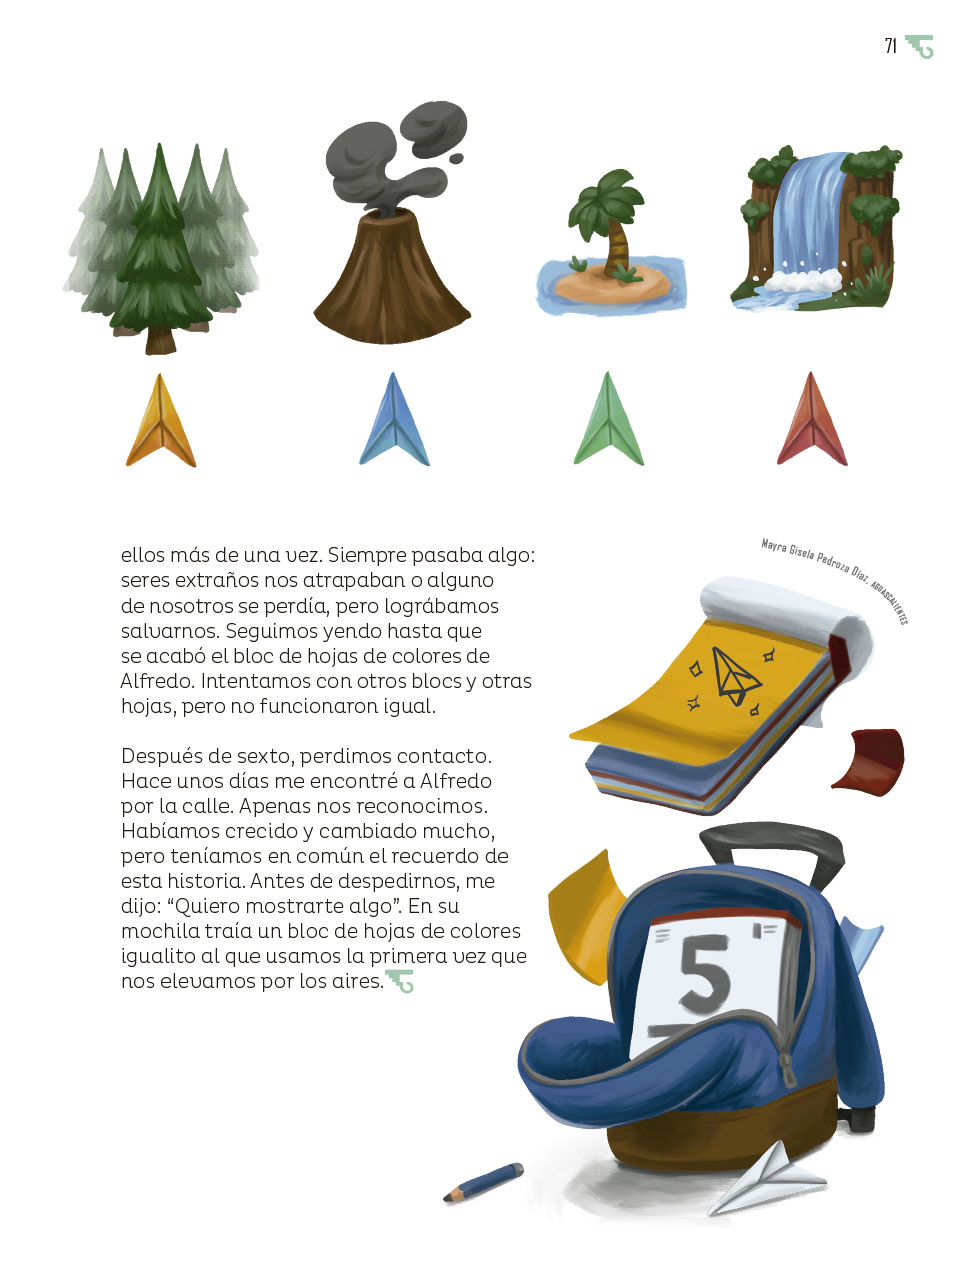 71
ellos más de una vez. Siempre pasaba algo:
seres extraños nos atrapaban o alguno
de nosotros se perdía, pero lográbamos
salvarnos. Seguimos yendo hasta que
se acabó el bloc de hojas de colores de
Alfredo. Intentamos con otros blocs y otras
hojas, pero no funcionaron igual.
Después de sexto, perdimos contacto.
Hace unos días me encontré a Alfredo
por la calle. Apenas nos reconocimos.
Habíamos crecido y cambiado mucho,
pero teníamos en común el recuerdo de
esta historia. Antes de despedirnos, me
dijo: “Quiero mostrarte algo”. En su
mochila traía un bloc de hojas de colores
igualito al que usamos la primera vez que
nos elevamos por los aires.
Mayra Gisela Pedroza Díaz, AGUASCALIENTES
5